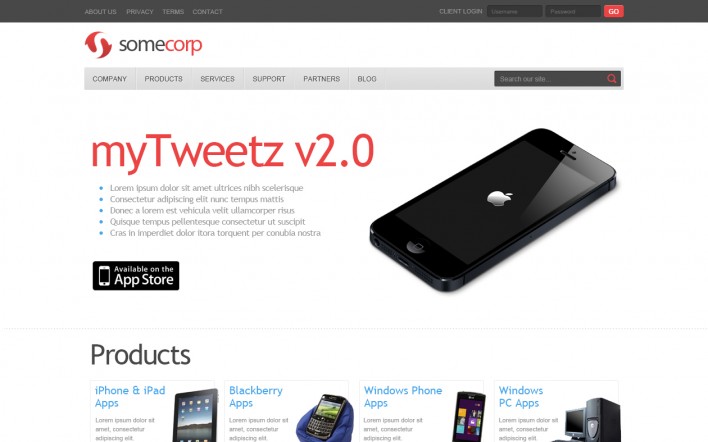 ABOUT US PRIVACY TERMS CONTACT CLIENT LOGIN Username Password GO
somecorp
COMPANY PRODUCTS SERVICES SUPPORT PARTNERS BLOG Search our site...
myTweetz v2.0
Lorem ipsum dolor sit amet ultrices nibh scelerisque
Consectetur adipiscing elit nunc tempus mattis
Donec a lorem est vehicula velit ullamcorper risus
Quisque tempus pellentesque consectetur ut suscipit
Cras in imperdiet dolor itora torquent per conubia nostra
Available on the
App Store
Products
iPhone & iPad
Apps
Lorem ipsum dolor sit
amet, consectetur
adipiscing elit.
Blackberry
Apps
Lorem ipsum dolor sit
amet, consectetur
adipiscing elit.
Windows Phone
Apps
Lorem ipsum dolor sit
amet, consectetur
adipiscing elit.
Windows
PC Apps
Lorem ipsum dolor sit
amet, consectetur
adipiscing elit.